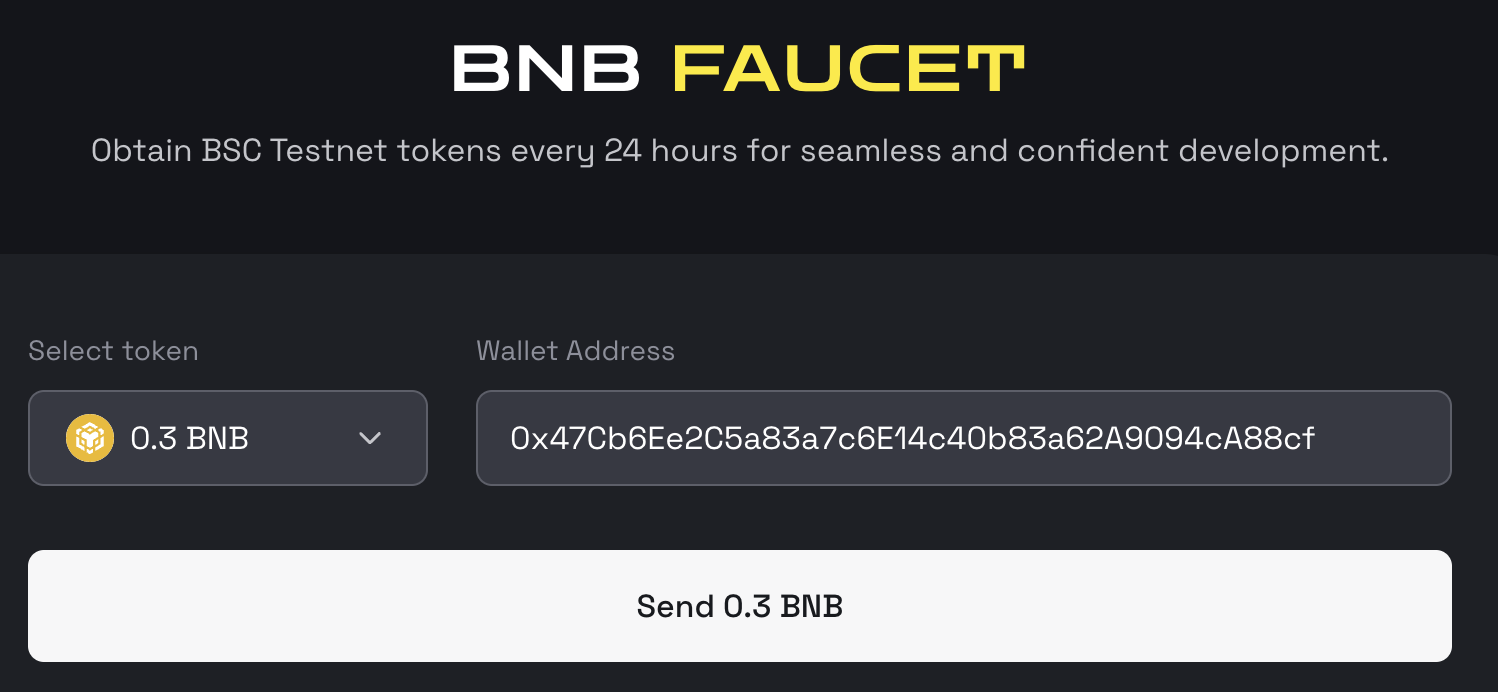 BNB FAUCET
Obtain BSC Testnet tokens every 24 hours for seamless and confident development.
Select token
Wallet Address
0.3 BNB
0x47Cb6Ee2C5a83a7c6E14c40b83a62A9094cA88cf
Send 0.3 BNB